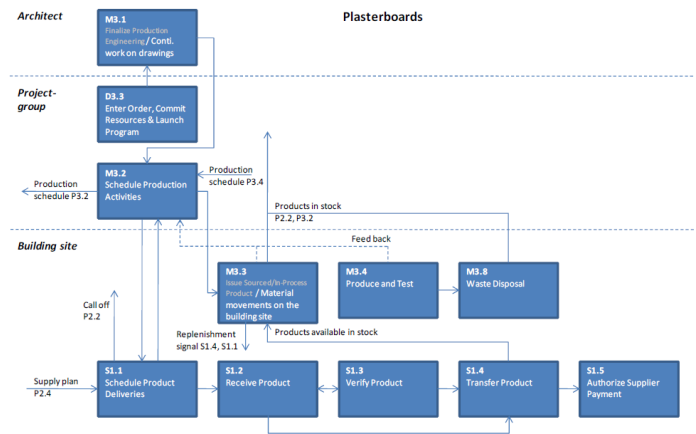 Architect
Plasterboards
M3.1
Finalize Production
Engineering / Conti.
work on drawings
Project-
group
D3.3
Enter Order, Commit
Resources & Launch
Program
M3.2
Schedule Production
Activities
Production
schedule P3.2
Production
schedule P3.4
Products in stock
P2.2, P3.2
Building site
Feed back
M3.3
Issue Sourced/In-Process
Product / Material
movements on the
building site
M3.4
Produce and Test
M3.8
Waste Disposal
Call off
P2.2
Replenishment
signal S1.4, S1.1
Products available in stock
Supply plan
P2.4
S1.1
Schedule Product
Deliveries
S1.2
Receive Product
S1.3
Verify Product
S1.4
Transfer Product
S1.5
Authorize Supplier
Payment